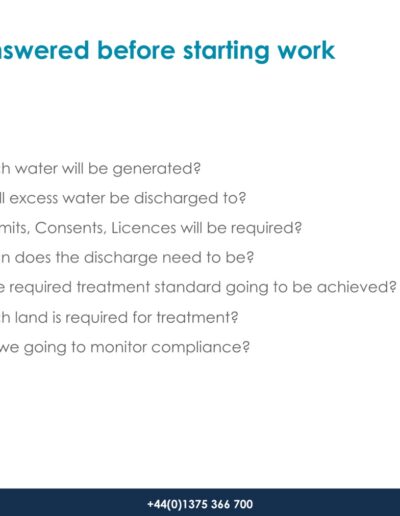 nswered before starting work
ch water will be generated?
ll excess water be discharged to?
mits, Consents, Licences will be required?
n does the discharge need to be?
e required treatment standard going to be achieved?
ch land is required for treatment?
we going to monitor compliance?
+44(0)1375 366 700